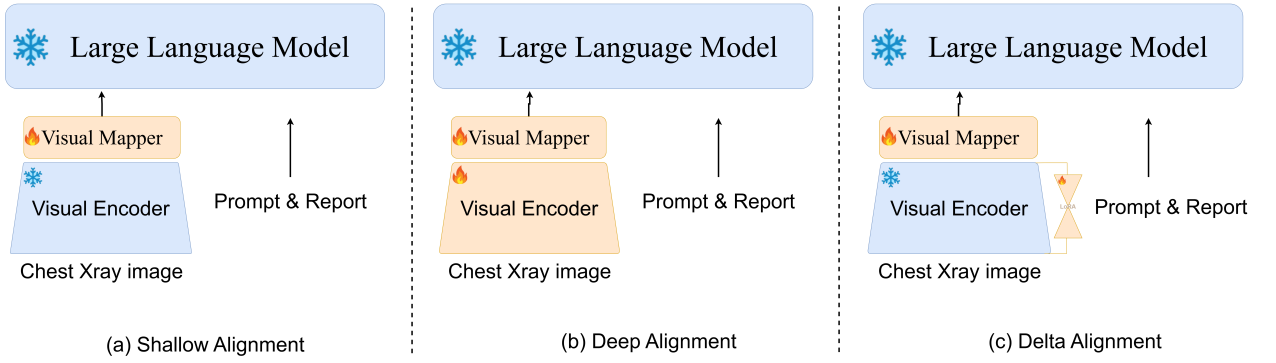 Large Language Model
Visual Mapper
Visual Encoder
Prompt & Report
Chest Xray image
(a) Shallow Alignment
Large Language Model
Visual Mapper
Visual Encoder
Prompt & Report
Chest Xray image
(b) Deep Alignment
Large Language Model
Visual Mapper
Visual Encoder
LoRA
Prompt & Report
Chest Xray image
(c) Delta Alignment